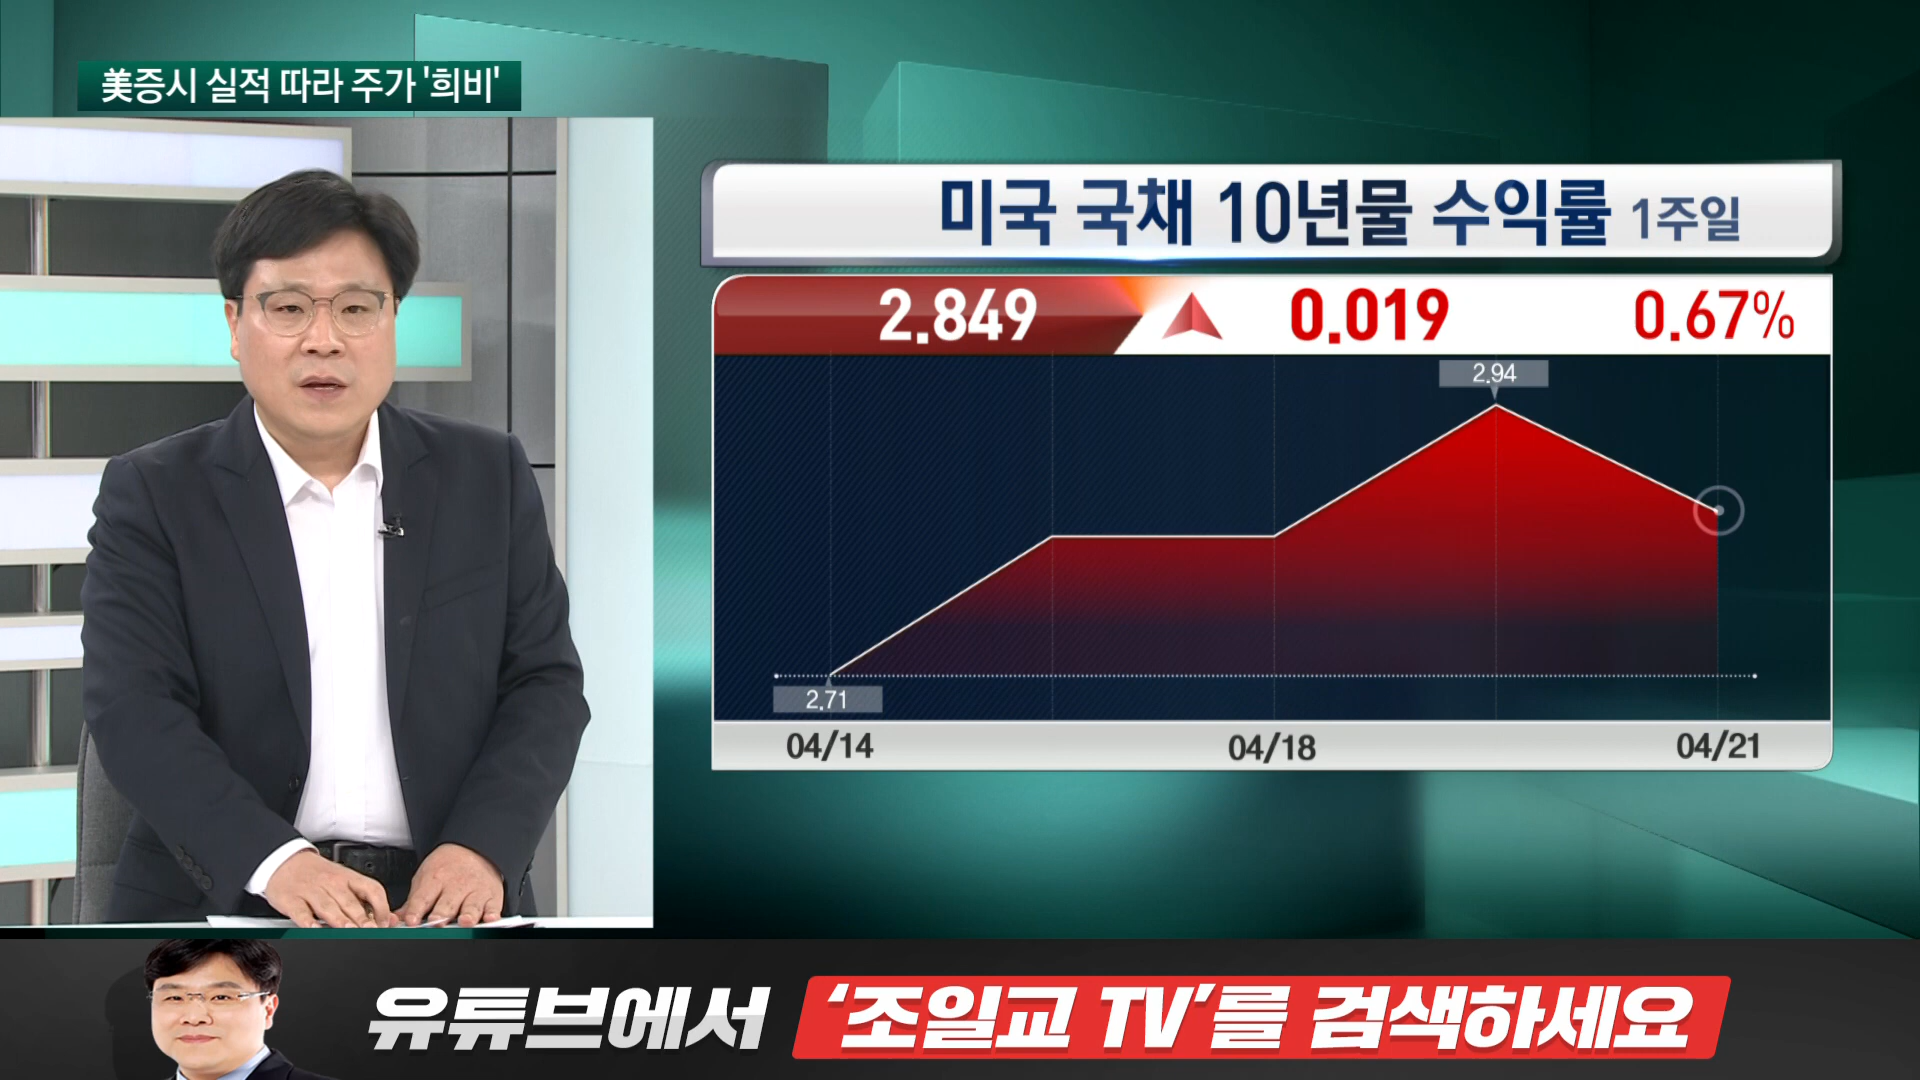 美증시 실적 따라 주가 '희비'
미국 국채 10년물 수익률 1주일
2.849 0.019 0.67%
2.94
2.71
04/14 04/18 04/21
유튜브에서 '조일교 TV'를 검색하세요